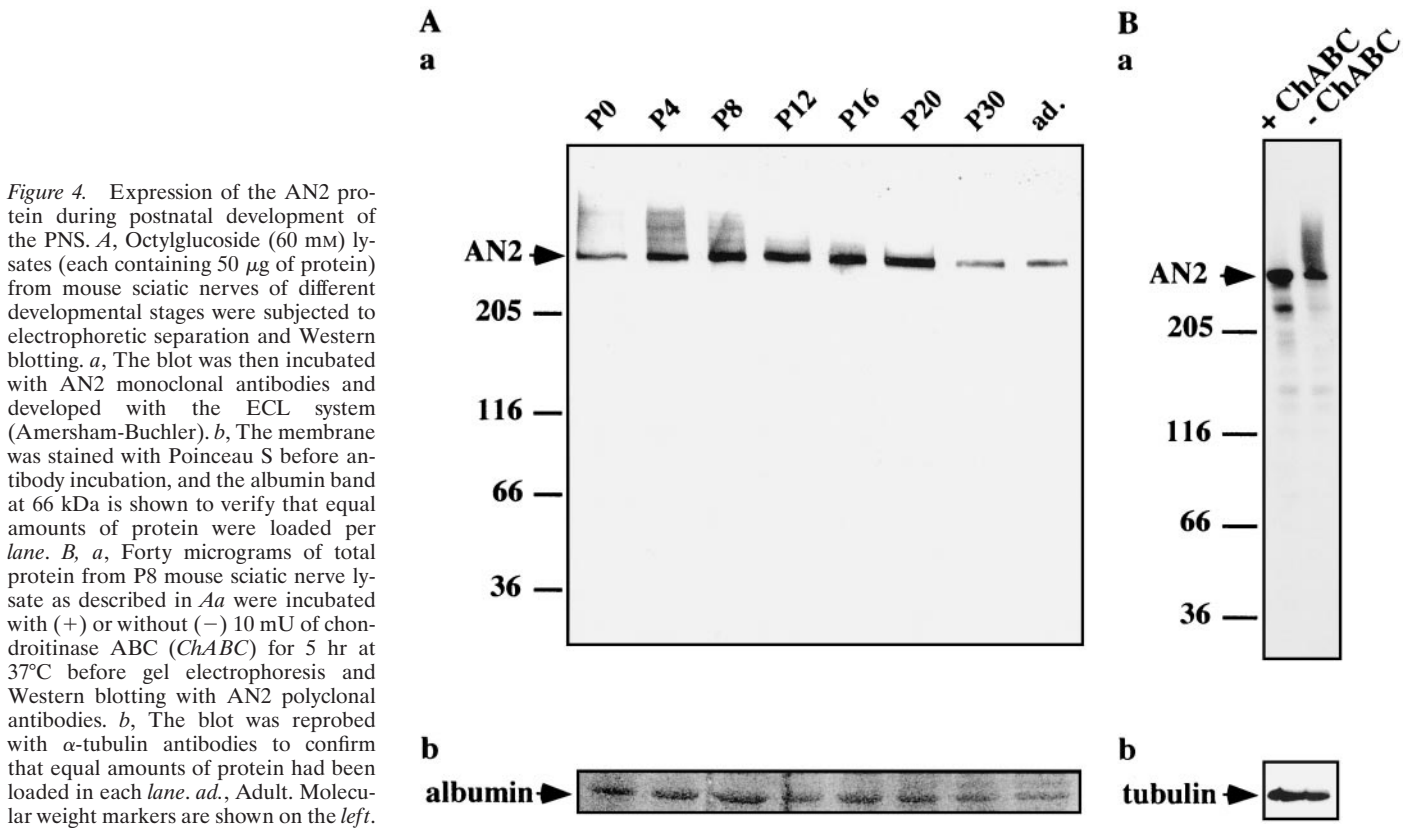 Figure 4. Expression of the AN2 pro-
tein during postnatal development of
the PNS. A, Octylglucoside (60 mM) ly-
sates (each containing 50 μg of protein)
from mouse sciatic nerves of different
developmental stages were subjected to
electrophoretic separation and Western
blotting. a, The blot was then incubated
with AN2 monoclonal antibodies and
developed with the ECL system
(Amersham-Buchler). b, The membrane
was stained with Poinceau S before an-
tibody incubation, and the albumin band
at 66 kDa is shown to verify that equal
amounts of protein were loaded per
lane. B, a, Forty micrograms of total
protein from P8 mouse sciatic nerve ly-
sate as described in Aa were incubated
with (+) or without (−) 10 mU of chon-
droitinase ABC (ChABC) for 5 hr at
37°C before gel electrophoresis and
Western blotting with AN2 polyclonal
antibodies. b, The blot was reprobed
with α-tubulin antibodies to confirm
that equal amounts of protein had been
loaded in each lane. ad., Adult. Molecu-
lar weight markers are shown on the left.
A
a
P0 P4 P8 P12 P16 P20 P30 ad.
AN2
205
116
66
36
b
albumin
B
a
+ ChABC
- ChABC
AN2
205
116
66
36
b
tubulin